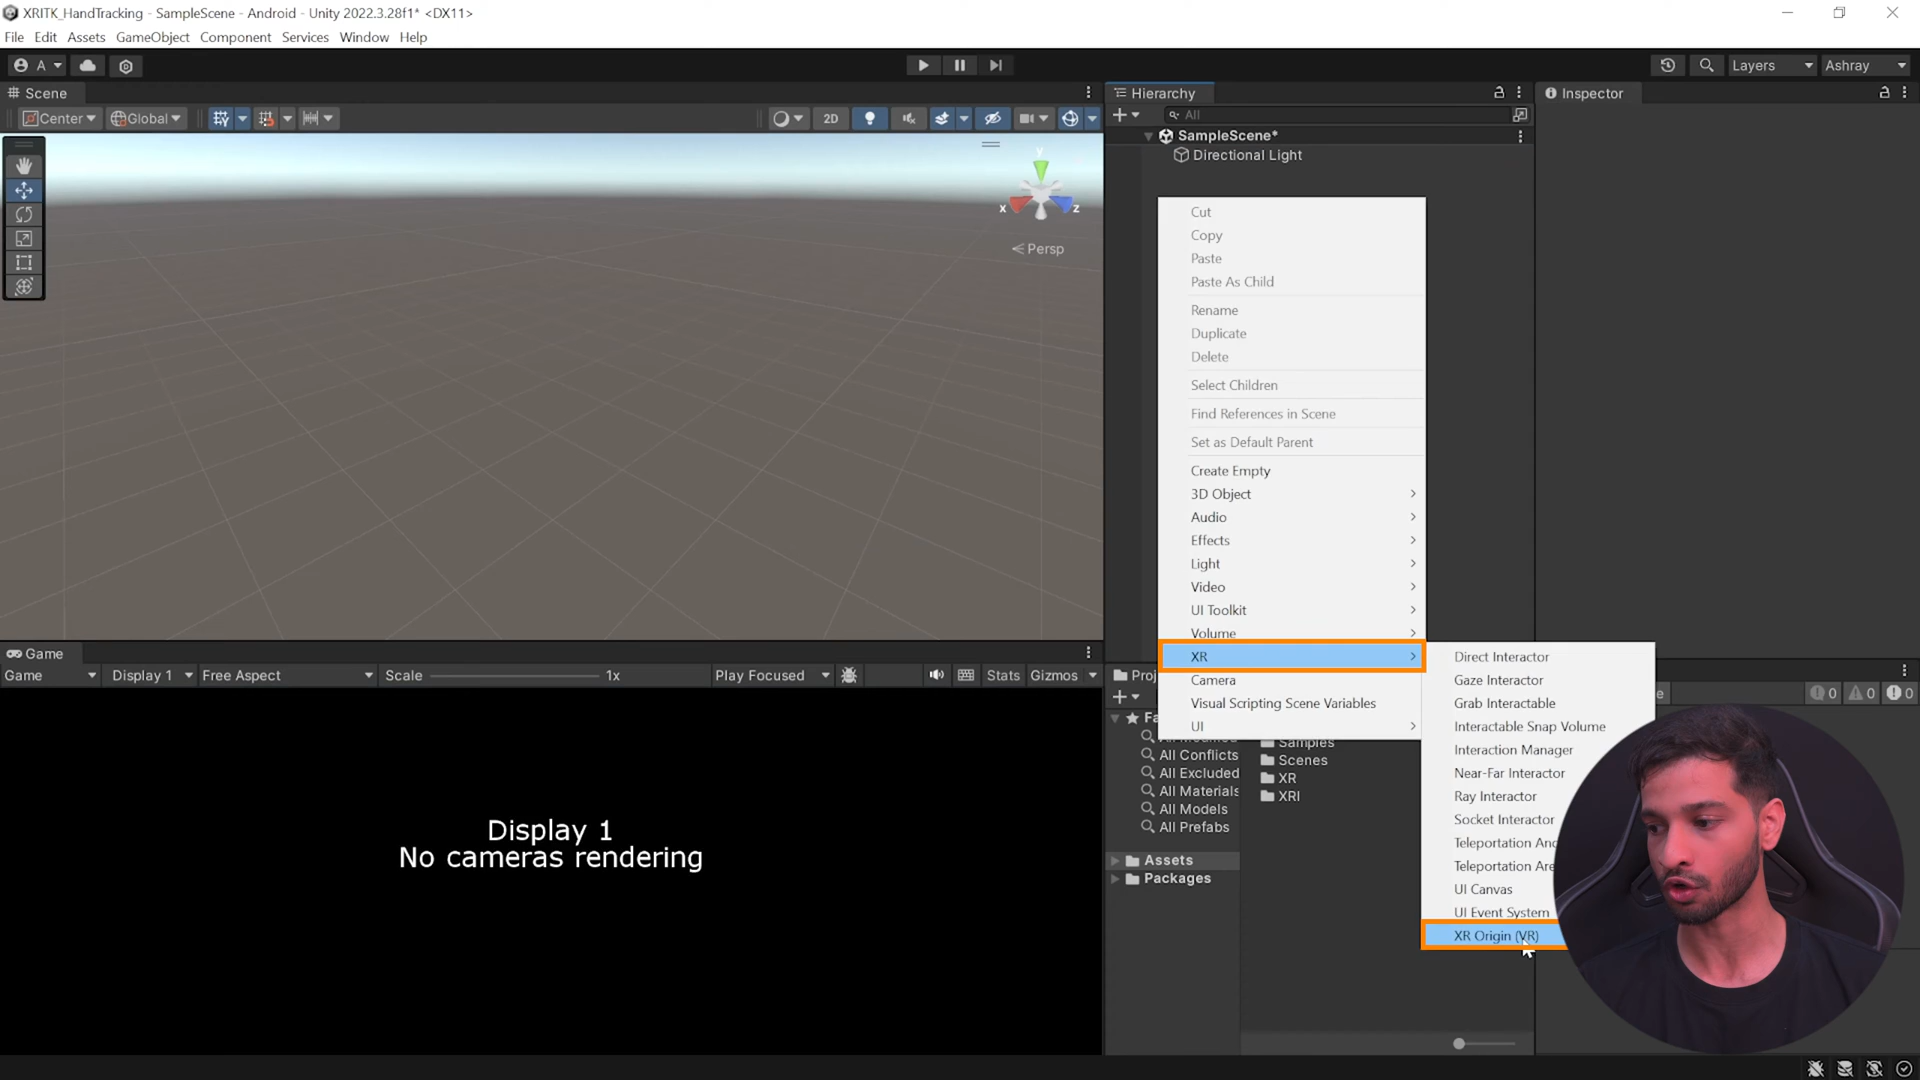 XRITK_HandTracking - SampleScene - Android - Unity 2022.3.28f1* <DX11>
File Edit Assets GameObject Component Services Window Help
A
Layers
Ashray
Scene
Center
Global
2D
y
x
z
Persp
Hierarchy
All
SampleScene*
Directional Light
Inspector
Cut
Copy
Paste
Paste As Child
Rename
Duplicate
Delete
Select Children
Find References in Scene
Set as Default Parent
Create Empty
3D Object
Audio
Effects
Light
Video
UI Toolkit
Volume
XR
Camera
Visual Scripting Scene Variables
UI
Direct Interactor
Gaze Interactor
Grab Interactable
Interactable Snap Volume
Interaction Manager
Near-Far Interactor
Ray Interactor
Socket Interactor
Teleportation
Teleportation
UI Canvas
UI Event System
XR Origin (VR)
Game
Game
Display 1
Free Aspect
Scale
1x
Play Focused
Stats
Gizmos
Display 1
No cameras rendering
0
0
0
All Conflicts
All Excluded
All Materials
All Models
All Prefabs
Assets
Packages
Samples
Scenes
XR
XRI